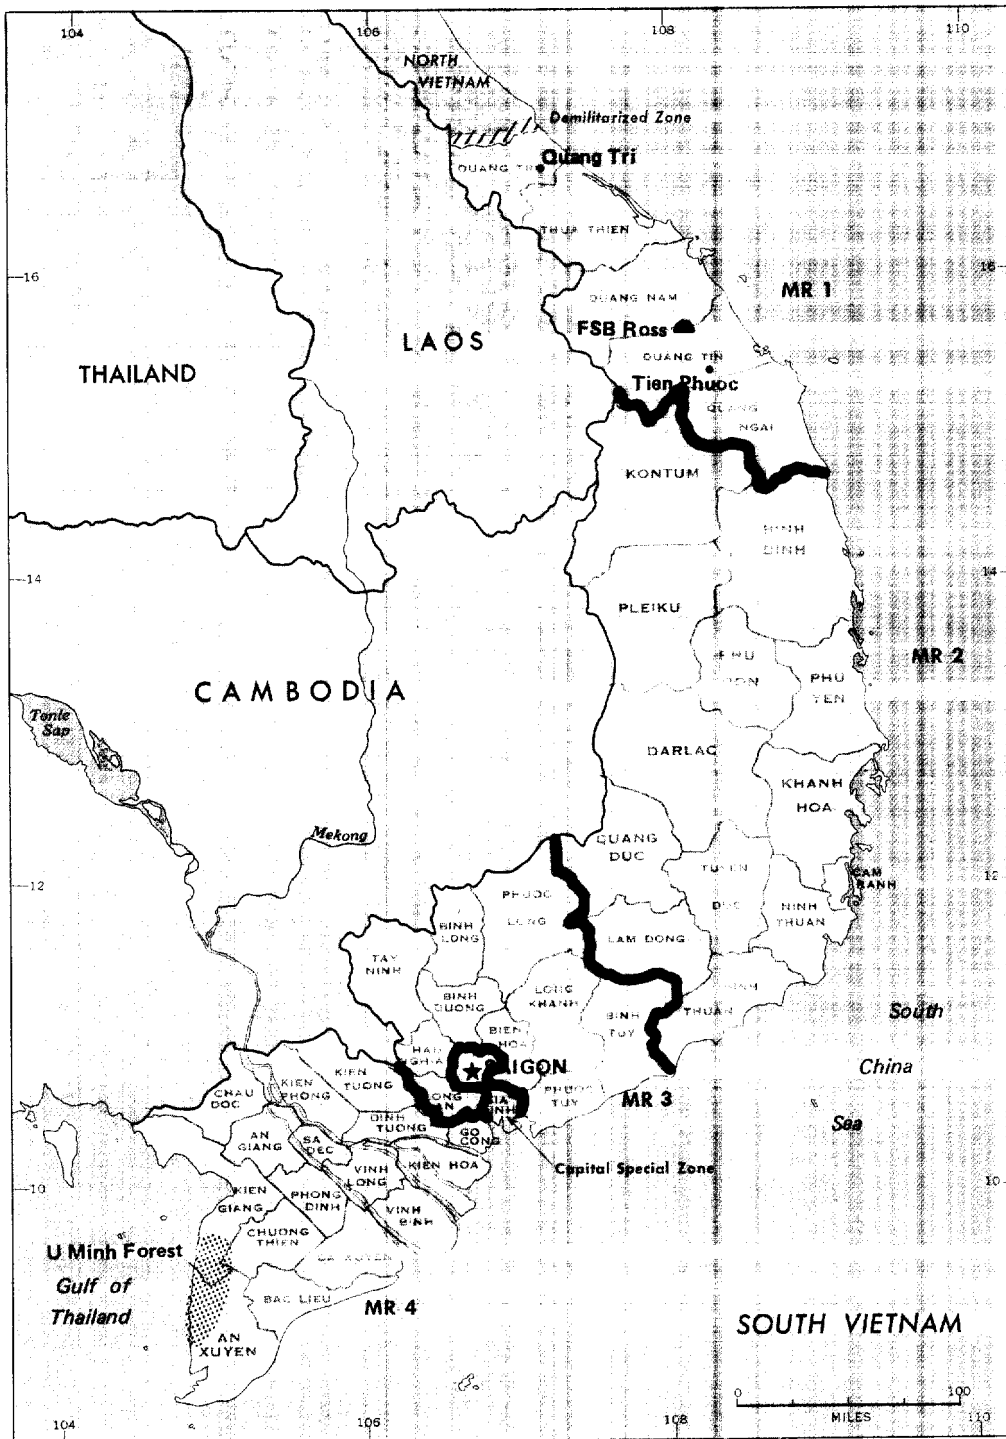 104
106
108
110
NORTH
VIETNAM
Demilitarized Zone
Quang Tri
THUA THIEN
16
16
MR 1
QUANG NAM
FSB Ross
LAOS
QUANG TIN
THAILAND
Tien Phuoc
QUANG
NGAI
KONTUM
BINH
DINH
14
14
PLEIKU
MR 2
CAMBODIA
PHU
YEN
Tonle
Sap
DARLAC
KHANH
HOA
Mekong
QUANG
DUC
TUYEN
DUC
12
12
CAM
RANH
PHUOC
LONG
NINH
THUAN
BINH
LONG
LAM DONG
TAY
NINH
LONG
KHANH
BINH
DUONG
BINH
TUY
THUAN
South
BIEN
HOA
China
Sea
SAIGON
KIEN
TUONG
KIEN
PHONG
CHAU
DOC
PHUOC
TUY
MR 3
DINH
TUONG
GO
CONG
AN
GIANG
SA
DEC
VINH
LONG
KIEN HOA
Capital Special Zone
10
10
KIEN
GIANG
PHONG
DINH
VINH
BINH
CHUONG
THIEN
U Minh Forest
Gulf of
Thailand
BAC LIEU
MR 4
AN
XUYEN
SOUTH VIETNAM
0
100
MILES
104
106
108
110